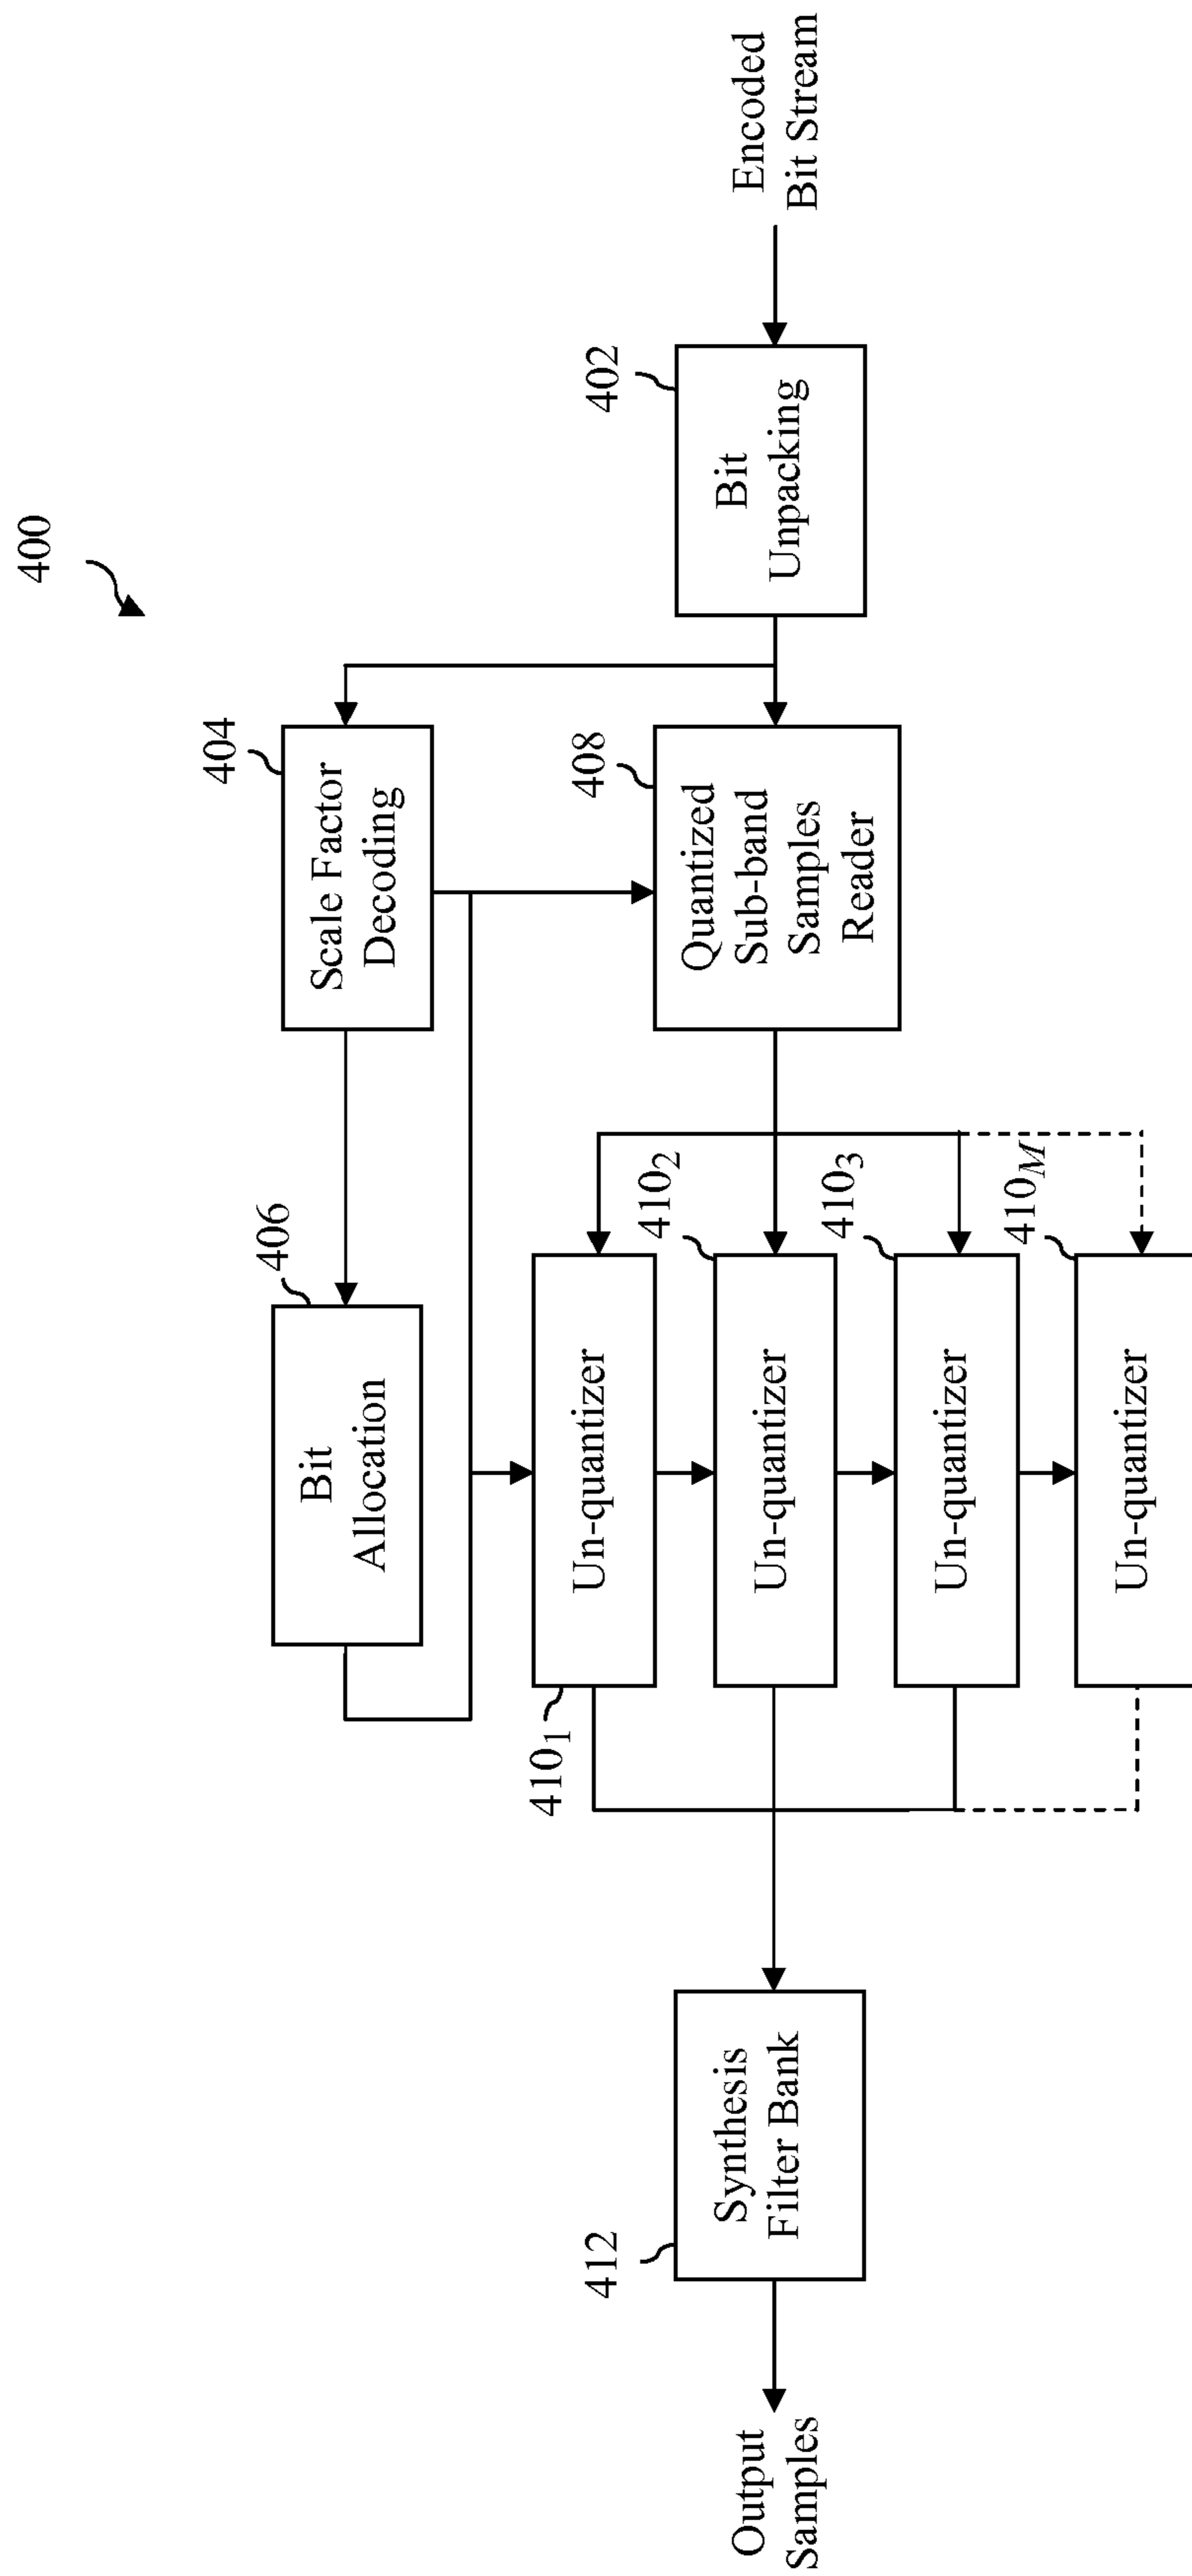 400
Encoded
Bit Stream
402
Bit
Unpacking
404
Scale Factor
Decoding
408
Quantized
Sub-band
Samples
Reader
406
Bit
Allocation
410₁
Un-quantizer
410₂
Un-quantizer
410₃
Un-quantizer
410_M
Un-quantizer
412
Synthesis
Filter Bank
Output
Samples